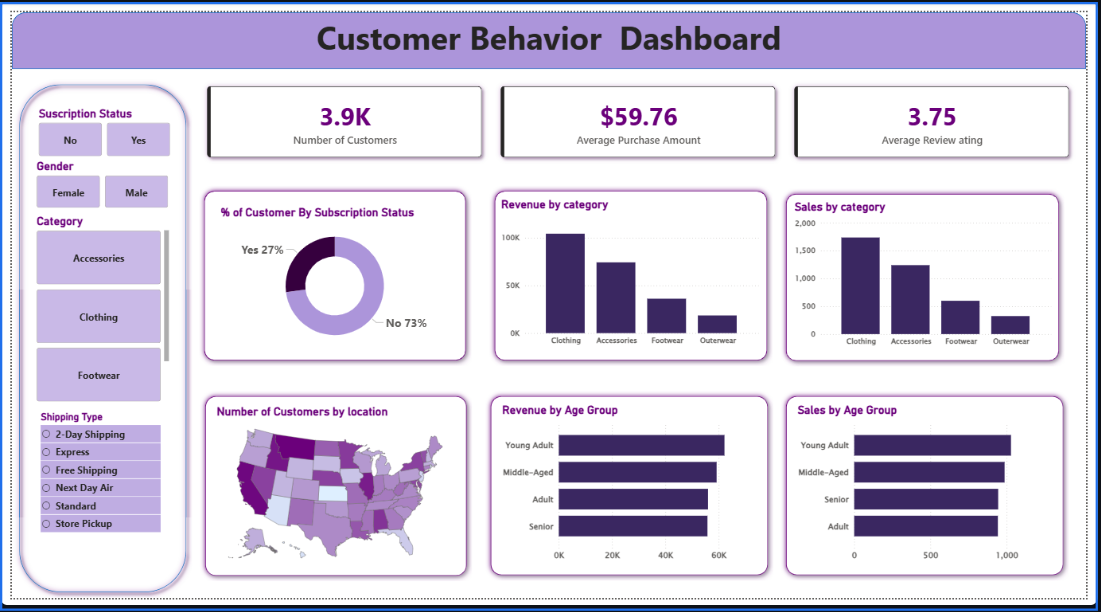 Customer Behavior  Dashboard
Suscription Status
No
Yes
Gender
Female
Male
Category
Accessories
Clothing
Footwear
Shipping Type
2-Day Shipping
Express
Free Shipping
Next Day Air
Standard
Store Pickup
3.9K
Number of Customers
$59.76
Average Purchase Amount
3.75
Average Review ating
% of Customer By Subscription Status
Yes 27%
No 73%
Revenue by category
100K
50K
0K
Clothing
Accessories
Footwear
Outerwear
Sales by category
2,000
1,500
1,000
500
0
Clothing
Accessories
Footwear
Outerwear
Number of Customers by location
Revenue by Age Group
Young Adult
Middle-Aged
Adult
Senior
0K
20K
40K
60K
Sales by Age Group
Young Adult
Middle-Aged
Senior
Adult
0
500
1,000